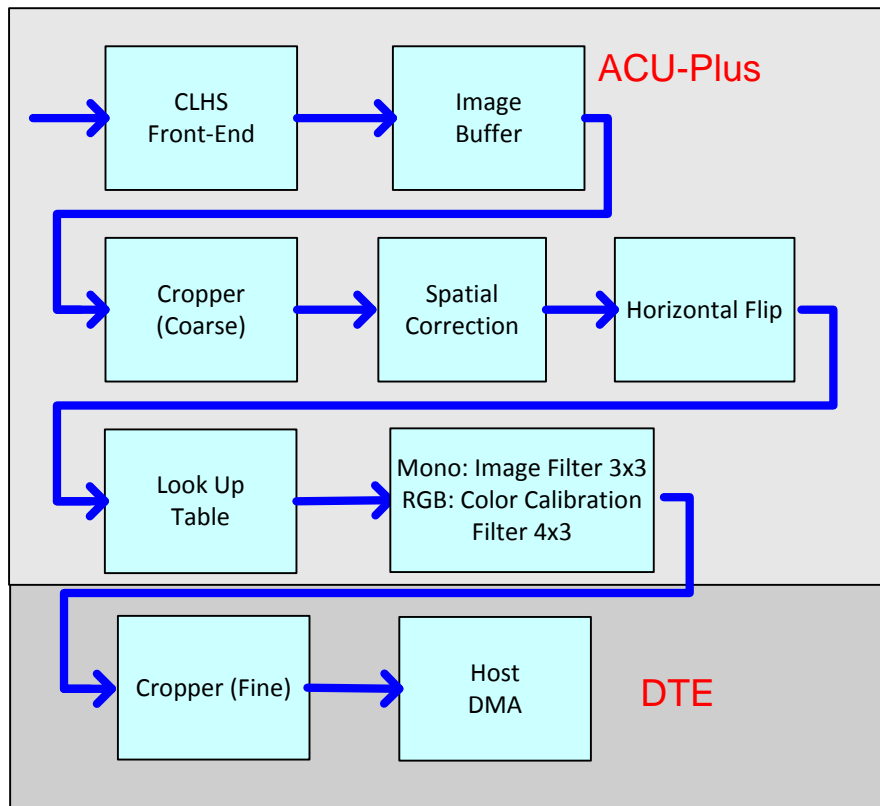 CLHS
Front-End
Image
Buffer
ACU-Plus
Cropper
(Coarse)
Spatial
Correction
Horizontal Flip
Look Up
Table
Mono: Image Filter 3x3
RGB: Color Calibration
Filter 4x3
Cropper (Fine)
Host
DMA
DTE